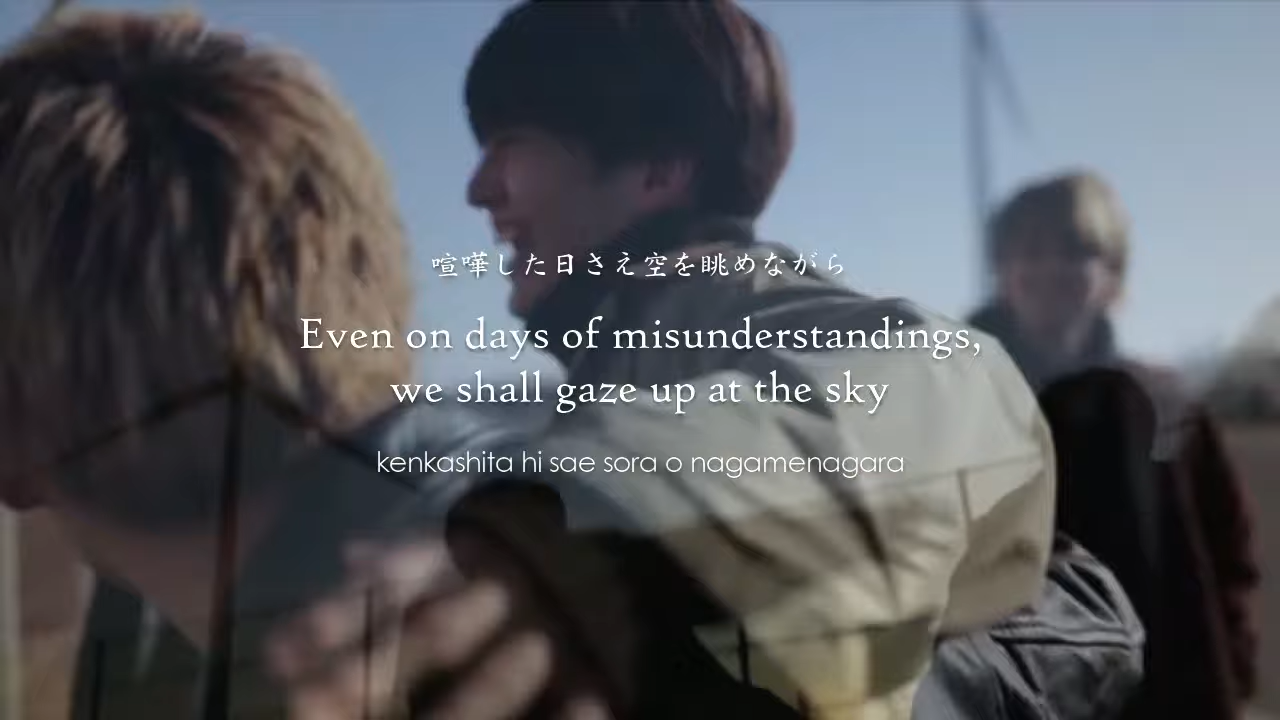 喧嘩した日さえ空を眺めながら
Even on days of misunderstandings,
we shall gaze up at the sky
kenkashita hi sae sora o nagamenagara